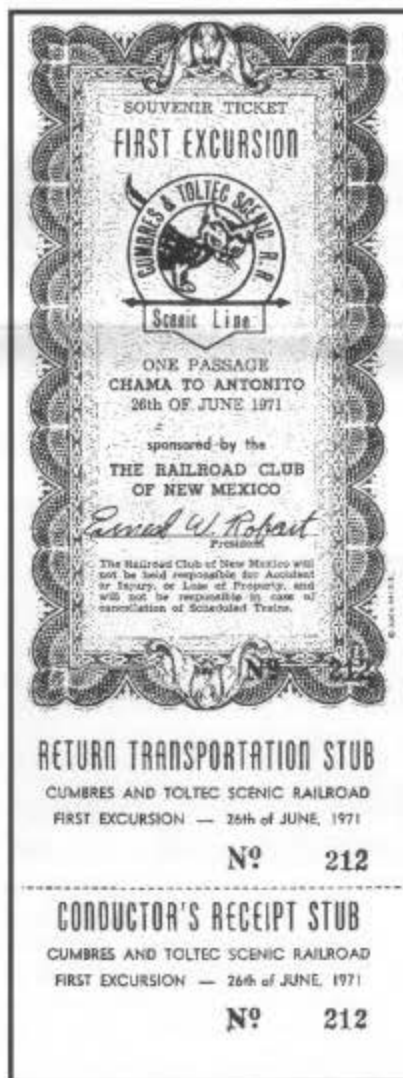 SOUVENIR TICKET
FIRST EXCURSION
CUMBRES & TOLTEC SCENIC R.R.
Scenic Line
ONE PASSAGE
CHAMA TO ANTONITO
26th OF JUNE 1971
sponsored by the
THE RAILROAD CLUB
OF NEW MEXICO
W. Robart
President
The Railroad Club of New Mexico will
not be held responsible for Accident
or Injury, or Loss of Property, and
will not be responsible in case of
cancellation of Scheduled Trains.
Nº 212
RETURN TRANSPORTATION STUB
CUMBRES AND TOLTEC SCENIC RAILROAD
FIRST EXCURSION — 26th of JUNE, 1971
Nº 212
CONDUCTOR'S RECEIPT STUB
CUMBRES AND TOLTEC SCENIC RAILROAD
FIRST EXCURSION — 26th of JUNE, 1971
Nº 212